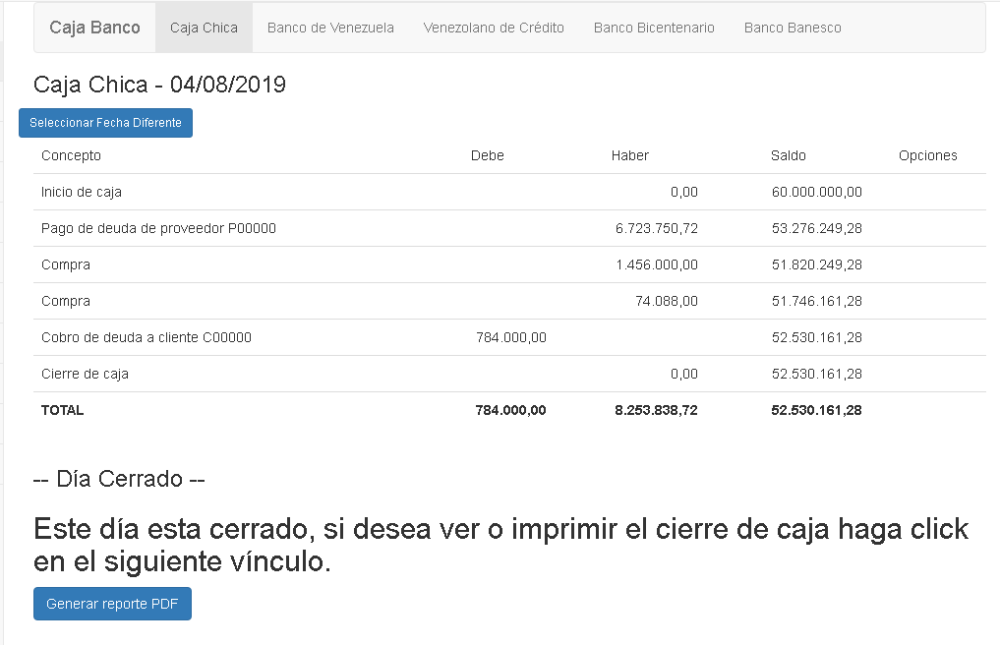 Caja Banco Caja Chica Banco de Venezuela Venezolano de Crédito Banco Bicentenario Banco Banesco
Caja Chica - 04/08/2019
Seleccionar Fecha Diferente
Concepto Debe Haber Saldo Opciones
Inicio de caja 0,00 60.000.000,00
Pago de deuda de proveedor P00000 6.723.750,72 53.276.249,28
Compra 1.456.000,00 51.820.249,28
Compra 74.088,00 51.746.161,28
Cobro de deuda a cliente C00000 784.000,00 52.530.161,28
Cierre de caja 0,00 52.530.161,28
TOTAL 784.000,00 8.253.838,72 52.530.161,28
-- Día Cerrado --
Este día esta cerrado, si desea ver o imprimir el cierre de caja haga click
en el siguiente vínculo.
Generar reporte PDF